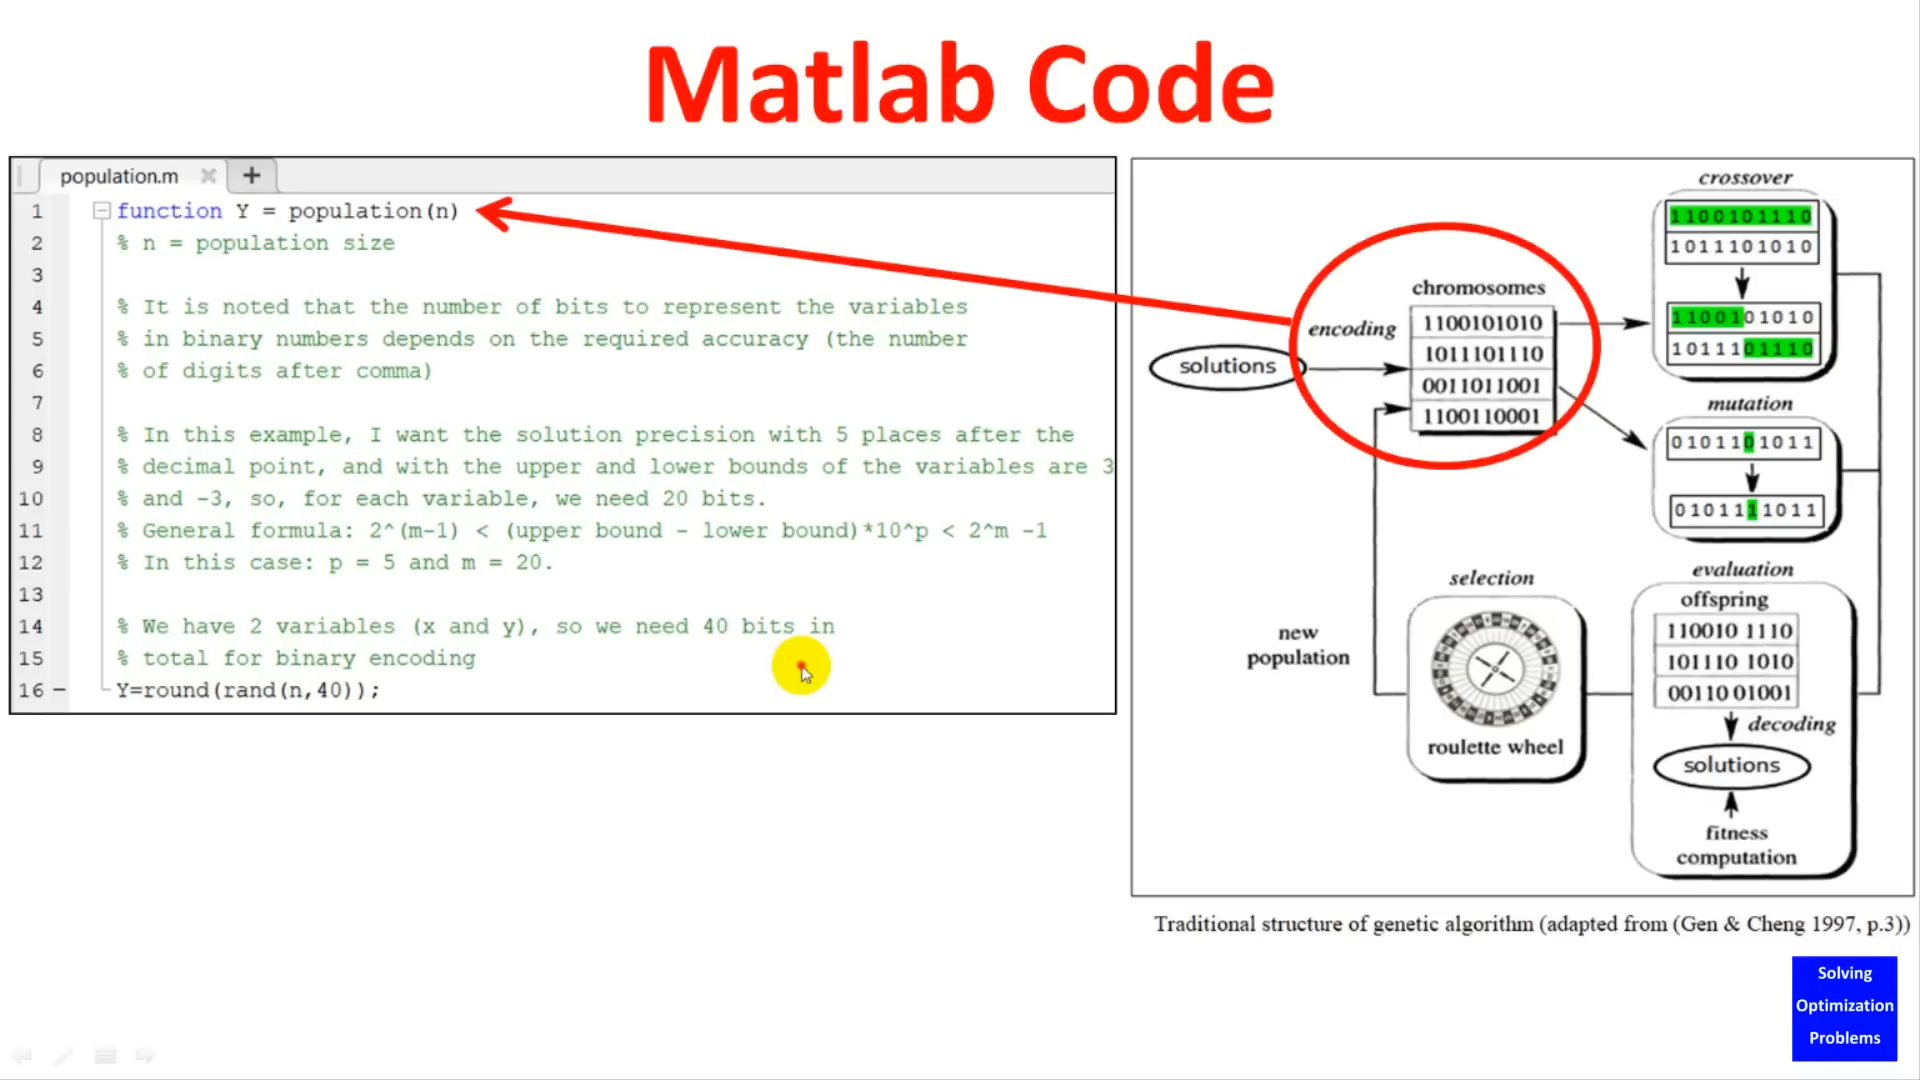 Matlab Code
population.m
+
1 function Y = population(n)
2 % n = population size
3
4 % It is noted that the number of bits to represent the variables
5 % in binary numbers depends on the required accuracy (the number
6 % of digits after comma)
7
8 % In this example, I want the solution precision with 5 places after the
9 % decimal point, and with the upper and lower bounds of the variables are 3
10 % and -3, so, for each variable, we need 20 bits.
11 % General formula: 2^(m-1) < (upper bound - lower bound)*10^p < 2^m -1
12 % In this case: p = 5 and m = 20.
13
14 % We have 2 variables (x and y), so we need 40 bits in
15 % total for binary encoding
16 Y=round(rand(n,40));
solutions
encoding
chromosomes
1100101010
1011101110
0011011001
1100110001
crossover
1100101110
1011101010
1100101010
1011101110
mutation
0101101011
0101111011
evaluation
offspring
110010 1110
101110 1010
00110 01001
decoding
solutions
fitness
computation
selection
roulette wheel
new
population
Traditional structure of genetic algorithm (adapted from (Gen & Cheng 1997, p.3))
Solving
Optimization
Problems